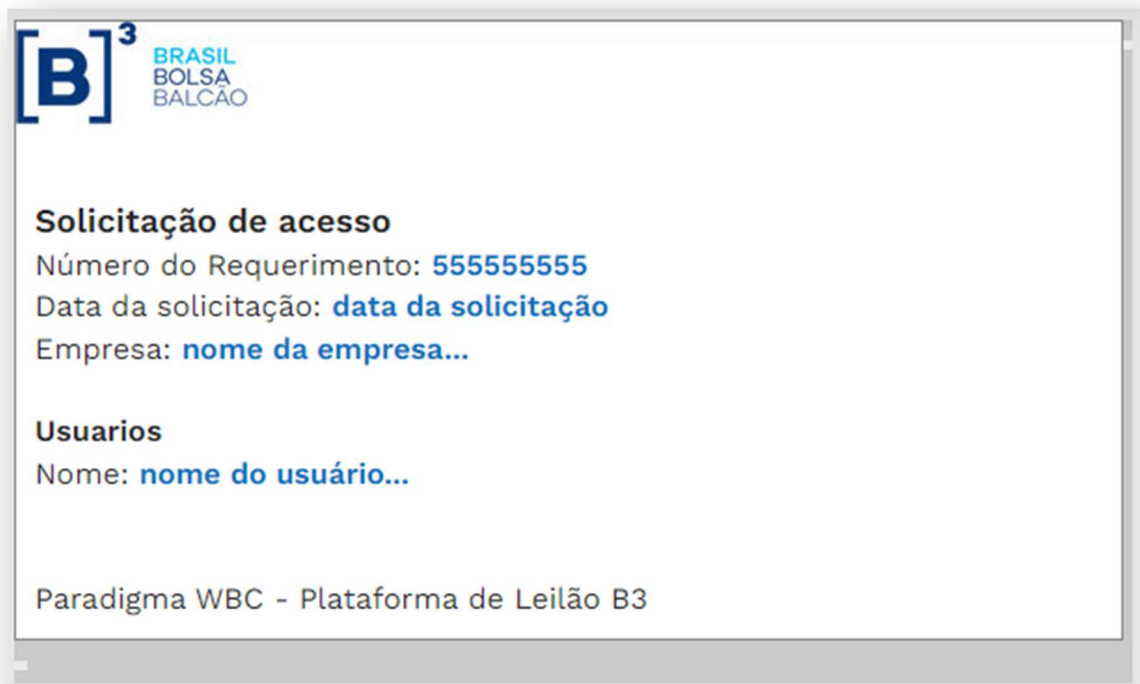 [B]³
BRASIL
BOLSA
BALCÃO
Solicitação de acesso
Número do Requerimento: 555555555
Data da solicitação: data da solicitação
Empresa: nome da empresa...
Usuarios
Nome: nome do usuário...
Paradigma WBC - Plataforma de Leilão B3